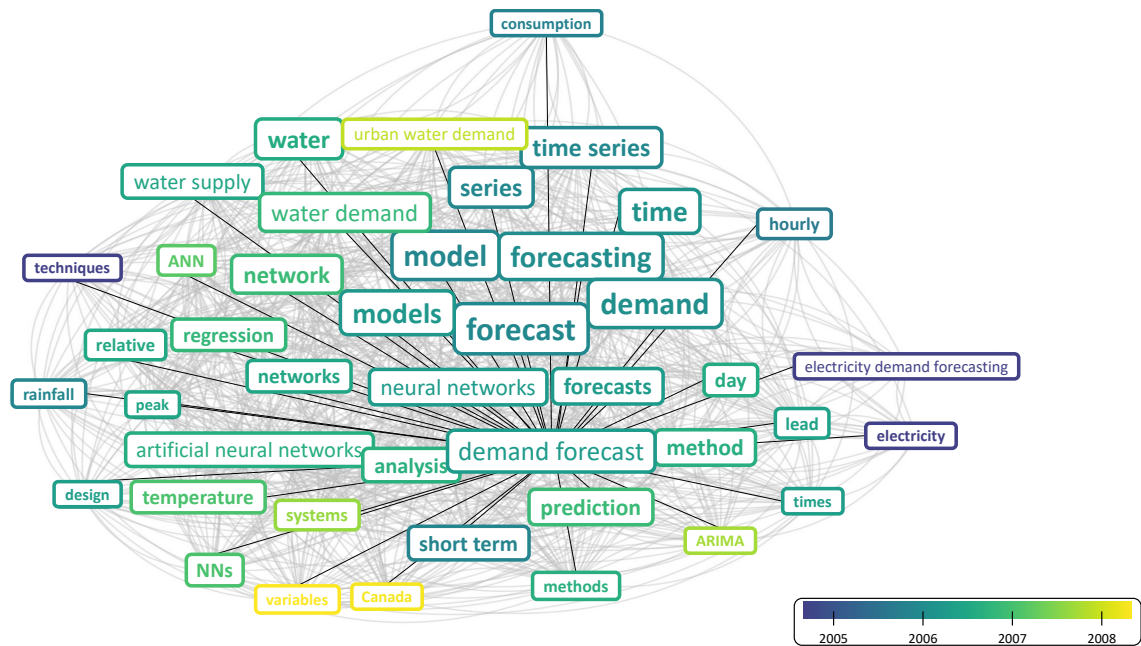 consumption
water
urban water demand
time series
water supply
series
water demand
time
hourly
techniques
ANN
model
forecasting
network
models
forecast
demand
relative
regression
networks
neural networks
forecasts
day
electricity demand forecasting
rainfall
peak
lead
electricity
artificial neural networks
analysis
demand forecast
method
design
temperature
systems
prediction
times
NNs
short term
ARIMA
variables
Canada
methods
2005 2006 2007 2008